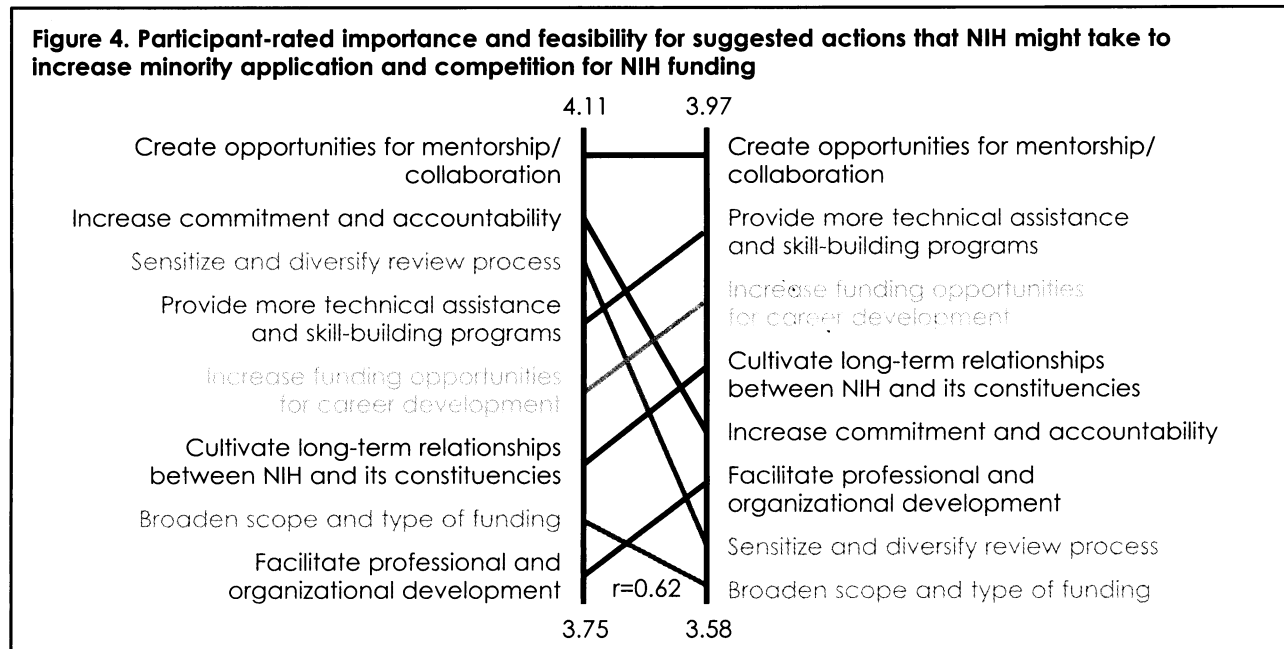 Figure 4. Participant-rated importance and feasibility for suggested actions that NIH might take to
increase minority application and competition for NIH funding
4.11
3.97
Create opportunities for mentorship/
collaboration
Increase commitment and accountability
Sensitize and diversify review process
Provide more technical assistance
and skill-building programs
Increase funding opportunities
for career development
Cultivate long-term relationships
between NIH and its constituencies
Broaden scope and type of funding
Facilitate professional and
organizational development
3.75
Create opportunities for mentorship/
collaboration
Provide more technical assistance
and skill-building programs
Increase funding opportunities
for career development
Cultivate long-term relationships
between NIH and its constituencies
Increase commitment and accountability
Facilitate professional and
organizational development
Sensitize and diversify review process
Broaden scope and type of funding
r=0.62
3.58